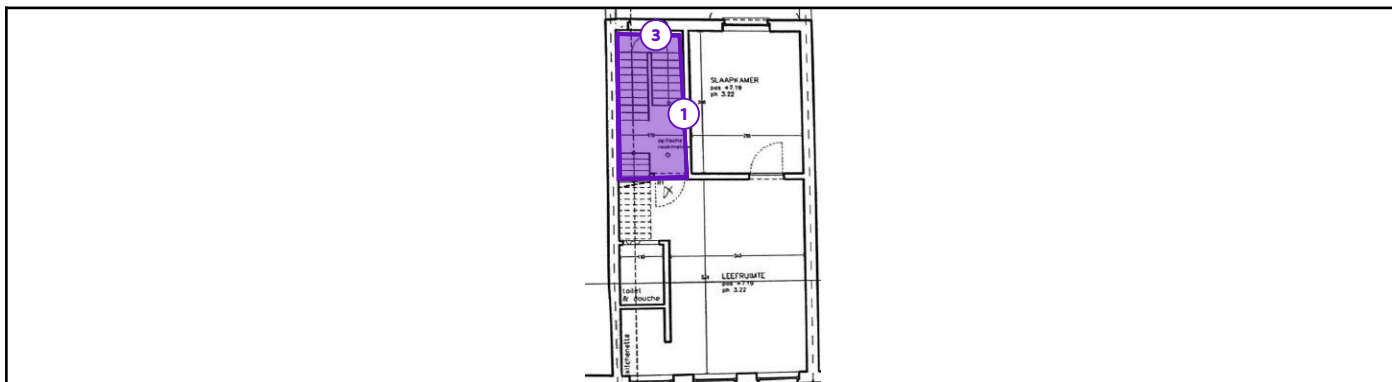 3
SLAAPKAMER
pos +7.19
ph 3.22
1
optische
LEEFRUIMTE
pos +7.19
ph 3.22
toilet
& douche
kitchenette